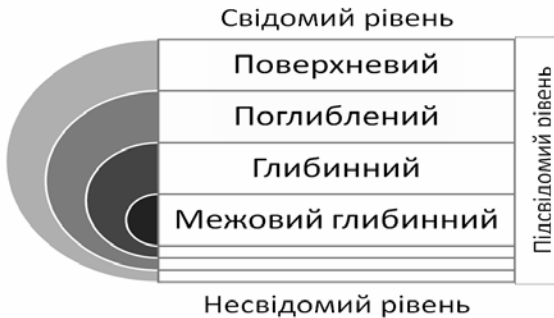 Свідомий рівень
Поверхневий
Поглиблений
Глибинний
Межовий глибинний
Підсвідомий рівень
Несвідомий рівень